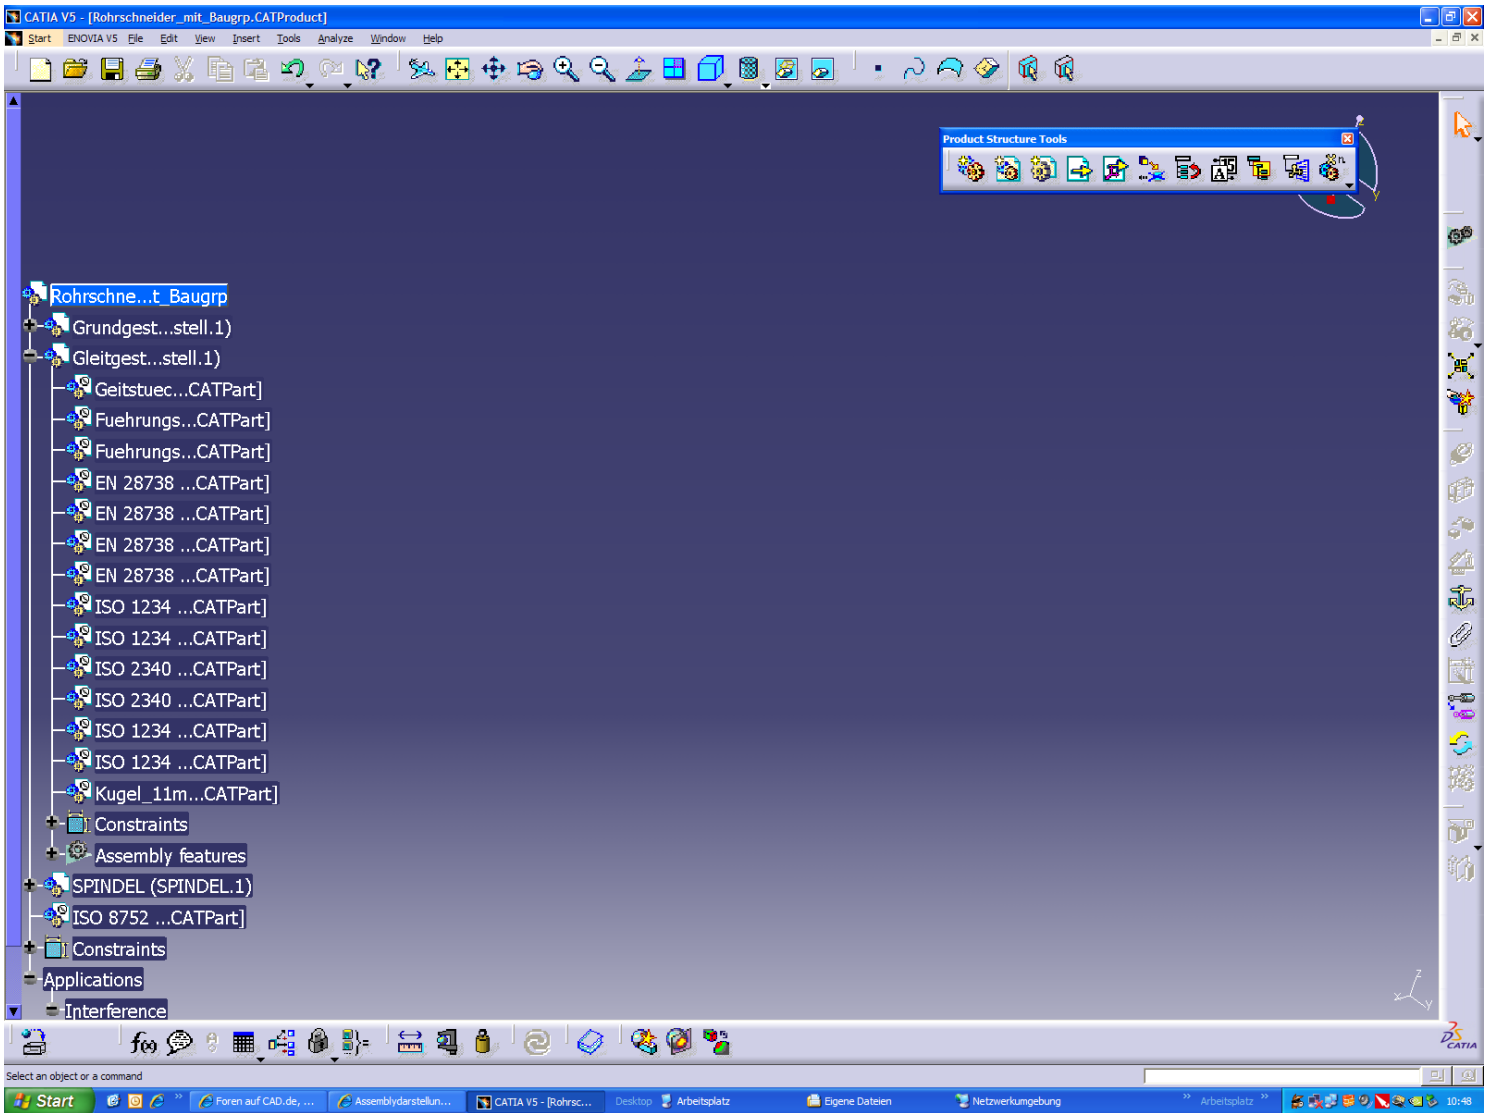 CATIA V5 - [Rohrschneider_mit_Baugrp.CATProduct]
Start ENOVIA V5 File Edit View Insert Tools Analyze Window Help
Product Structure Tools
z
y
Rohrschne...t_Baugrp
Grundgest...stell.1)
Gleitgest...stell.1)
Geitstuec...CATPart]
Fuehrungs...CATPart]
Fuehrungs...CATPart]
EN 28738 ...CATPart]
EN 28738 ...CATPart]
EN 28738 ...CATPart]
EN 28738 ...CATPart]
ISO 1234 ...CATPart]
ISO 1234 ...CATPart]
ISO 2340 ...CATPart]
ISO 2340 ...CATPart]
ISO 1234 ...CATPart]
ISO 1234 ...CATPart]
Kugel_11m...CATPart]
Constraints
Assembly features
SPINDEL (SPINDEL.1)
ISO 8752 ...CATPart]
Constraints
Applications
Interference
z
x
y
f(x)
CATIA
Select an object or a command
Start
Foren auf CAD.de, ...
Assemblydarstellun...
CATIA V5 - [Rohrsc...
Desktop
Arbeitsplatz
Eigene Dateien
Netzwerkumgebung
Arbeitsplatz
10:48